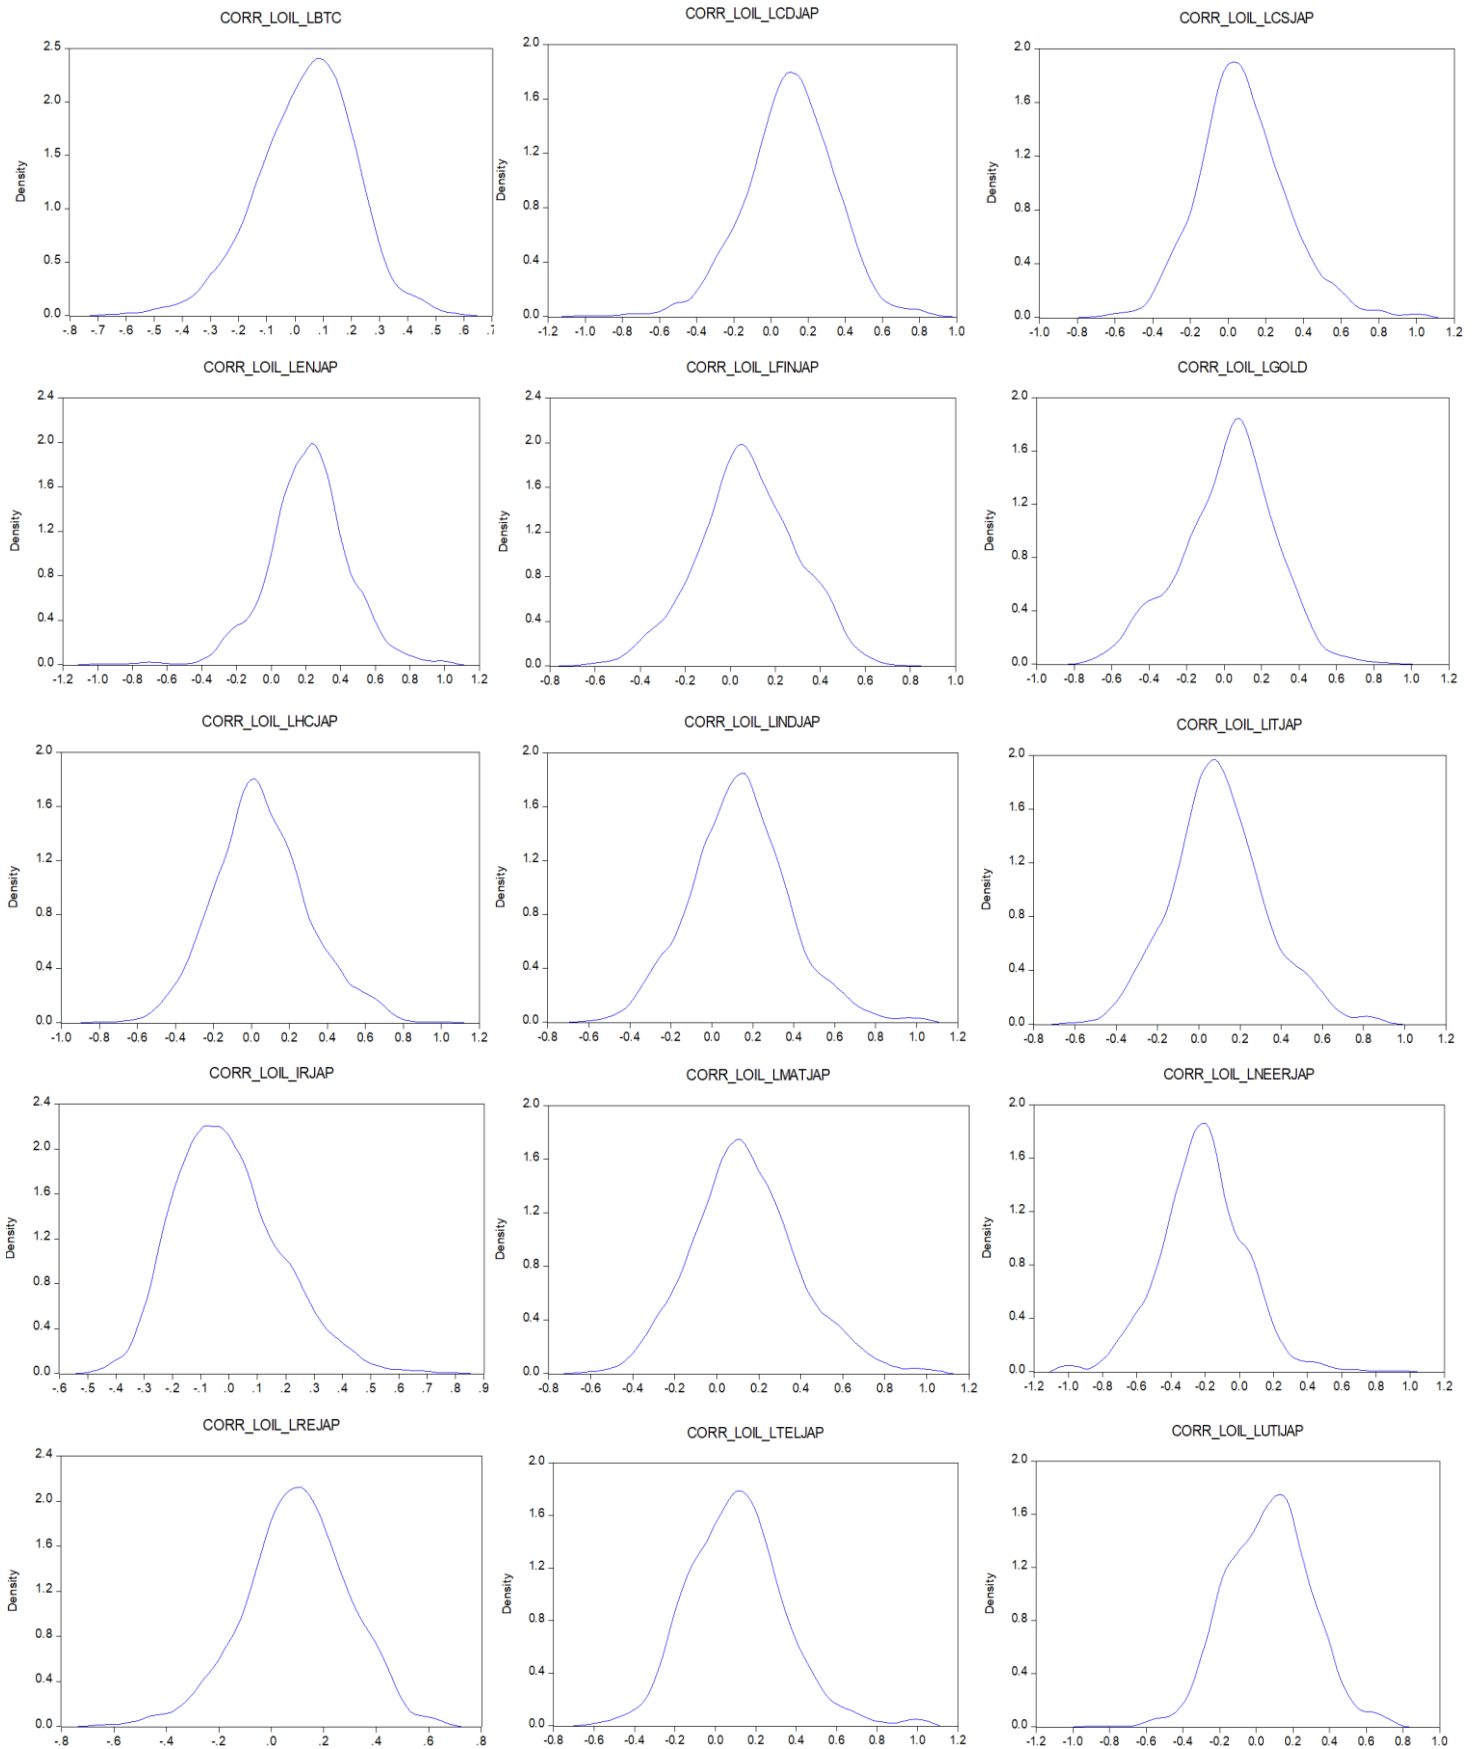 CORR_LOIL_LBTC
2.5
2.0
1.5
1.0
0.5
0.0
Density
-.8 -.7 -.6 -.5 -.4 -.3 -.2 -.1 .0 .1 .2 .3 .4 .5 .6 .7
CORR_LOIL_LCDJAP
2.0
1.6
1.2
0.8
0.4
0.0
Density
-1.2 -1.0 -0.8 -0.6 -0.4 -0.2 0.0 0.2 0.4 0.6 0.8 1.0
CORR_LOIL_LCSJAP
2.0
1.6
1.2
0.8
0.4
0.0
Density
-1.0 -0.8 -0.6 -0.4 -0.2 0.0 0.2 0.4 0.6 0.8 1.0 1.2
CORR_LOIL_LENJAP
2.4
2.0
1.6
1.2
0.8
0.4
0.0
Density
-1.2 -1.0 -0.8 -0.6 -0.4 -0.2 0.0 0.2 0.4 0.6 0.8 1.0 1.2
CORR_LOIL_LFINJAP
2.4
2.0
1.6
1.2
0.8
0.4
0.0
Density
-0.8 -0.6 -0.4 -0.2 0.0 0.2 0.4 0.6 0.8 1.0
CORR_LOIL_LGOLD
2.0
1.6
1.2
0.8
0.4
0.0
Density
-1.0 -0.8 -0.6 -0.4 -0.2 0.0 0.2 0.4 0.6 0.8 1.0 1.2
CORR_LOIL_LHCJAP
2.0
1.6
1.2
0.8
0.4
0.0
Density
-1.0 -0.8 -0.6 -0.4 -0.2 0.0 0.2 0.4 0.6 0.8 1.0 1.2
CORR_LOIL_LINDJAP
2.0
1.6
1.2
0.8
0.4
0.0
Density
-0.8 -0.6 -0.4 -0.2 0.0 0.2 0.4 0.6 0.8 1.0 1.2
CORR_LOIL_LITJAP
2.0
1.6
1.2
0.8
0.4
0.0
Density
-0.8 -0.6 -0.4 -0.2 0.0 0.2 0.4 0.6 0.8 1.0 1.2
CORR_LOIL_IRJAP
2.4
2.0
1.6
1.2
0.8
0.4
0.0
Density
-.6 -.5 -.4 -.3 -.2 -.1 .0 .1 .2 .3 .4 .5 .6 .7 .8 .9
CORR_LOIL_LMATJAP
2.0
1.6
1.2
0.8
0.4
0.0
Density
-0.8 -0.6 -0.4 -0.2 0.0 0.2 0.4 0.6 0.8 1.0 1.2
CORR_LOIL_LNEERJAP
2.0
1.6
1.2
0.8
0.4
0.0
Density
-1.2 -1.0 -0.8 -0.6 -0.4 -0.2 0.0 0.2 0.4 0.6 0.8 1.0 1.2
CORR_LOIL_LREJAP
2.4
2.0
1.6
1.2
0.8
0.4
0.0
Density
-.8 -.6 -.4 -.2 .0 .2 .4 .6 .8
CORR_LOIL_LTELJAP
2.0
1.6
1.2
0.8
0.4
0.0
Density
-0.8 -0.6 -0.4 -0.2 0.0 0.2 0.4 0.6 0.8 1.0 1.2
CORR_LOIL_LUTIJAP
2.0
1.6
1.2
0.8
0.4
0.0
Density
-1.2 -1.0 -0.8 -0.6 -0.4 -0.2 0.0 0.2 0.4 0.6 0.8 1.0